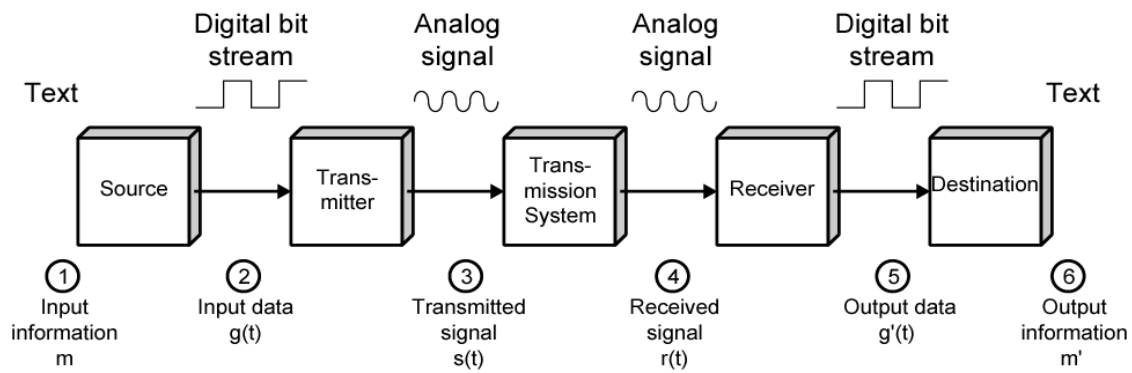 Digital bit
stream
Analog
signal
Analog
signal
Digital bit
stream
Text
Text
Source
Trans-
mitter
Trans-
mission
System
Receiver
Destination
1
Input
information
m
2
Input data
g(t)
3
Transmitted
signal
s(t)
4
Received
signal
r(t)
5
Output data
g'(t)
6
Output
information
m'